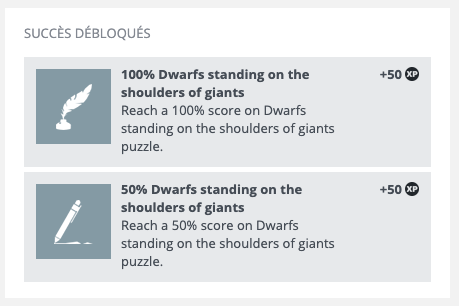 SUCCÈS DÉBLOQUÉS
100% Dwarfs standing on the
shoulders of giants
+50 XP
Reach a 100% score on Dwarfs
standing on the shoulders of giants
puzzle.
50% Dwarfs standing on the
shoulders of giants
+50 XP
Reach a 50% score on Dwarfs
standing on the shoulders of giants
puzzle.